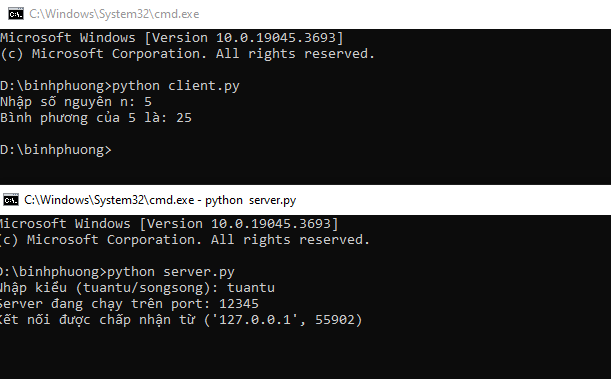 C:\Windows\System32\cmd.exe
Microsoft Windows [Version 10.0.19045.3693]
(c) Microsoft Corporation. All rights reserved.
D:\binhphuong>python client.py
Nhập số nguyên n: 5
Bình phương của 5 là: 25
D:\binhphuong>
C:\Windows\System32\cmd.exe - python  server.py
Microsoft Windows [Version 10.0.19045.3693]
(c) Microsoft Corporation. All rights reserved.
D:\binhphuong>python server.py
Nhập kiểu (tuantu/songsong): tuantu
Server đang chạy trên port: 12345
Kết nối được chấp nhận từ ('127.0.0.1', 55902)